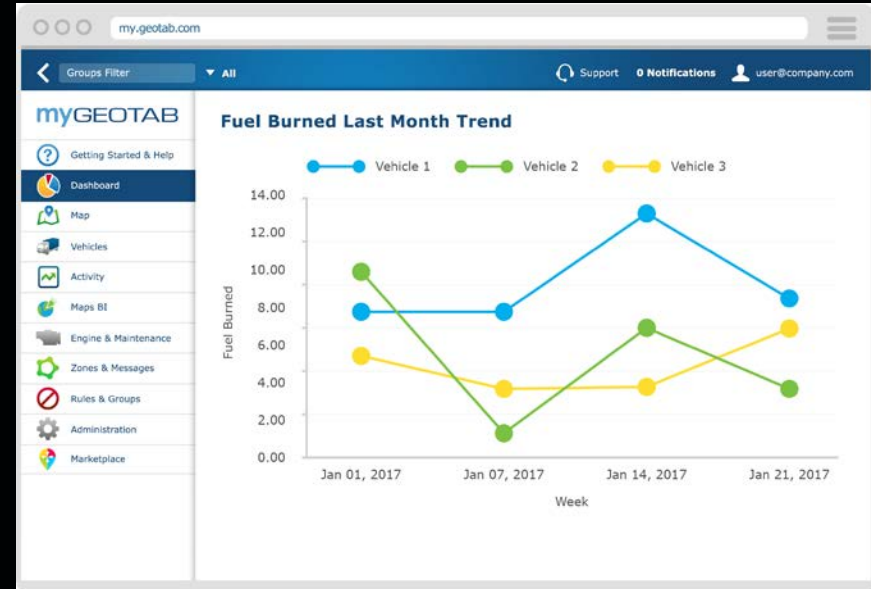 my.geotab.com
Groups Filter
All
Support
0 Notifications
user@company.com
myGEOTAB
Getting Started & Help
Dashboard
Map
Vehicles
Activity
Maps BI
Engine & Maintenance
Zones & Messages
Rules & Groups
Administration
Marketplace
Fuel Burned Last Month Trend
Vehicle 1 Vehicle 2 Vehicle 3
Fuel Burned
14.00
12.00
10.00
8.00
6.00
4.00
2.00
0.00
Jan 01, 2017 Jan 07, 2017 Jan 14, 2017 Jan 21, 2017
Week